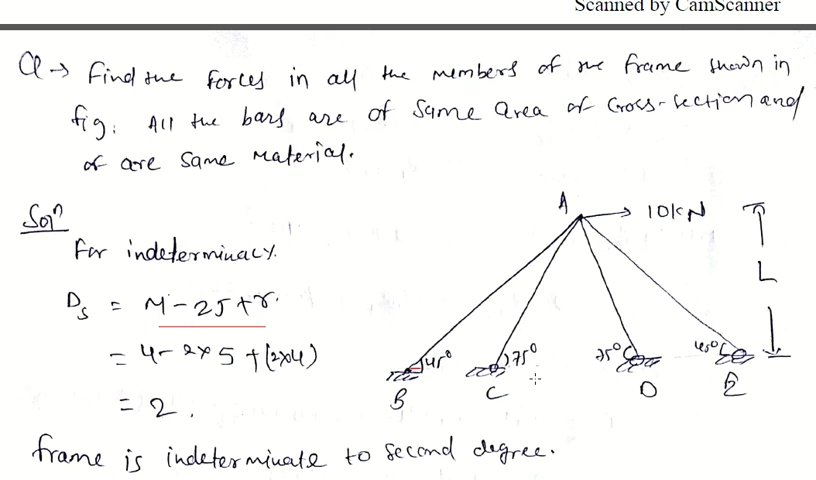 Scanned by CamScanner
Q→ Find the forces in all the members of the frame shown in
fig. All the bars are of same area of cross-section and
of are same material.
Solⁿ
For indeterminacy.
Ds = M-2J+r.
= 4-2×5+(2×4)
= 2.
frame is indeterminate to second degree.
A
10kN
L
45°
75°
75°
45°
B
C
D
E